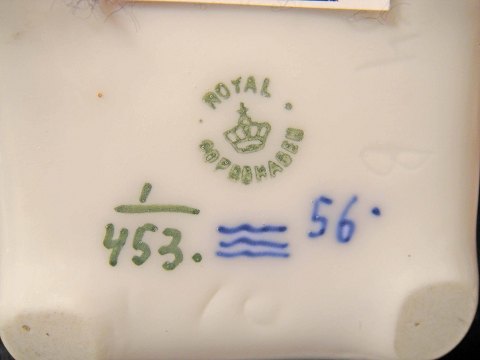 ROYAL
COPENHAGEN
1
453.
56.